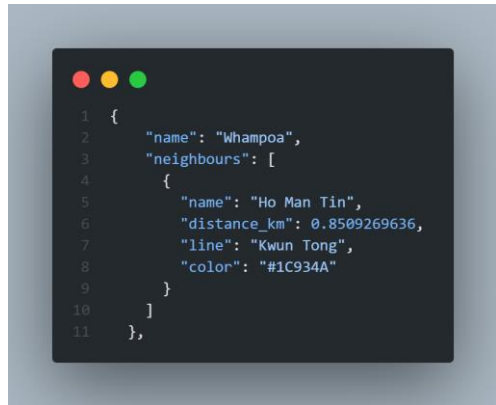 1 {
2 "name": "Whampoa",
3 "neighbours": [
4 {
5 "name": "Ho Man Tin",
6 "distance_km": 0.8509269636,
7 "line": "Kwun Tong",
8 "color": "#1C934A"
9 }
10 ]
11 },